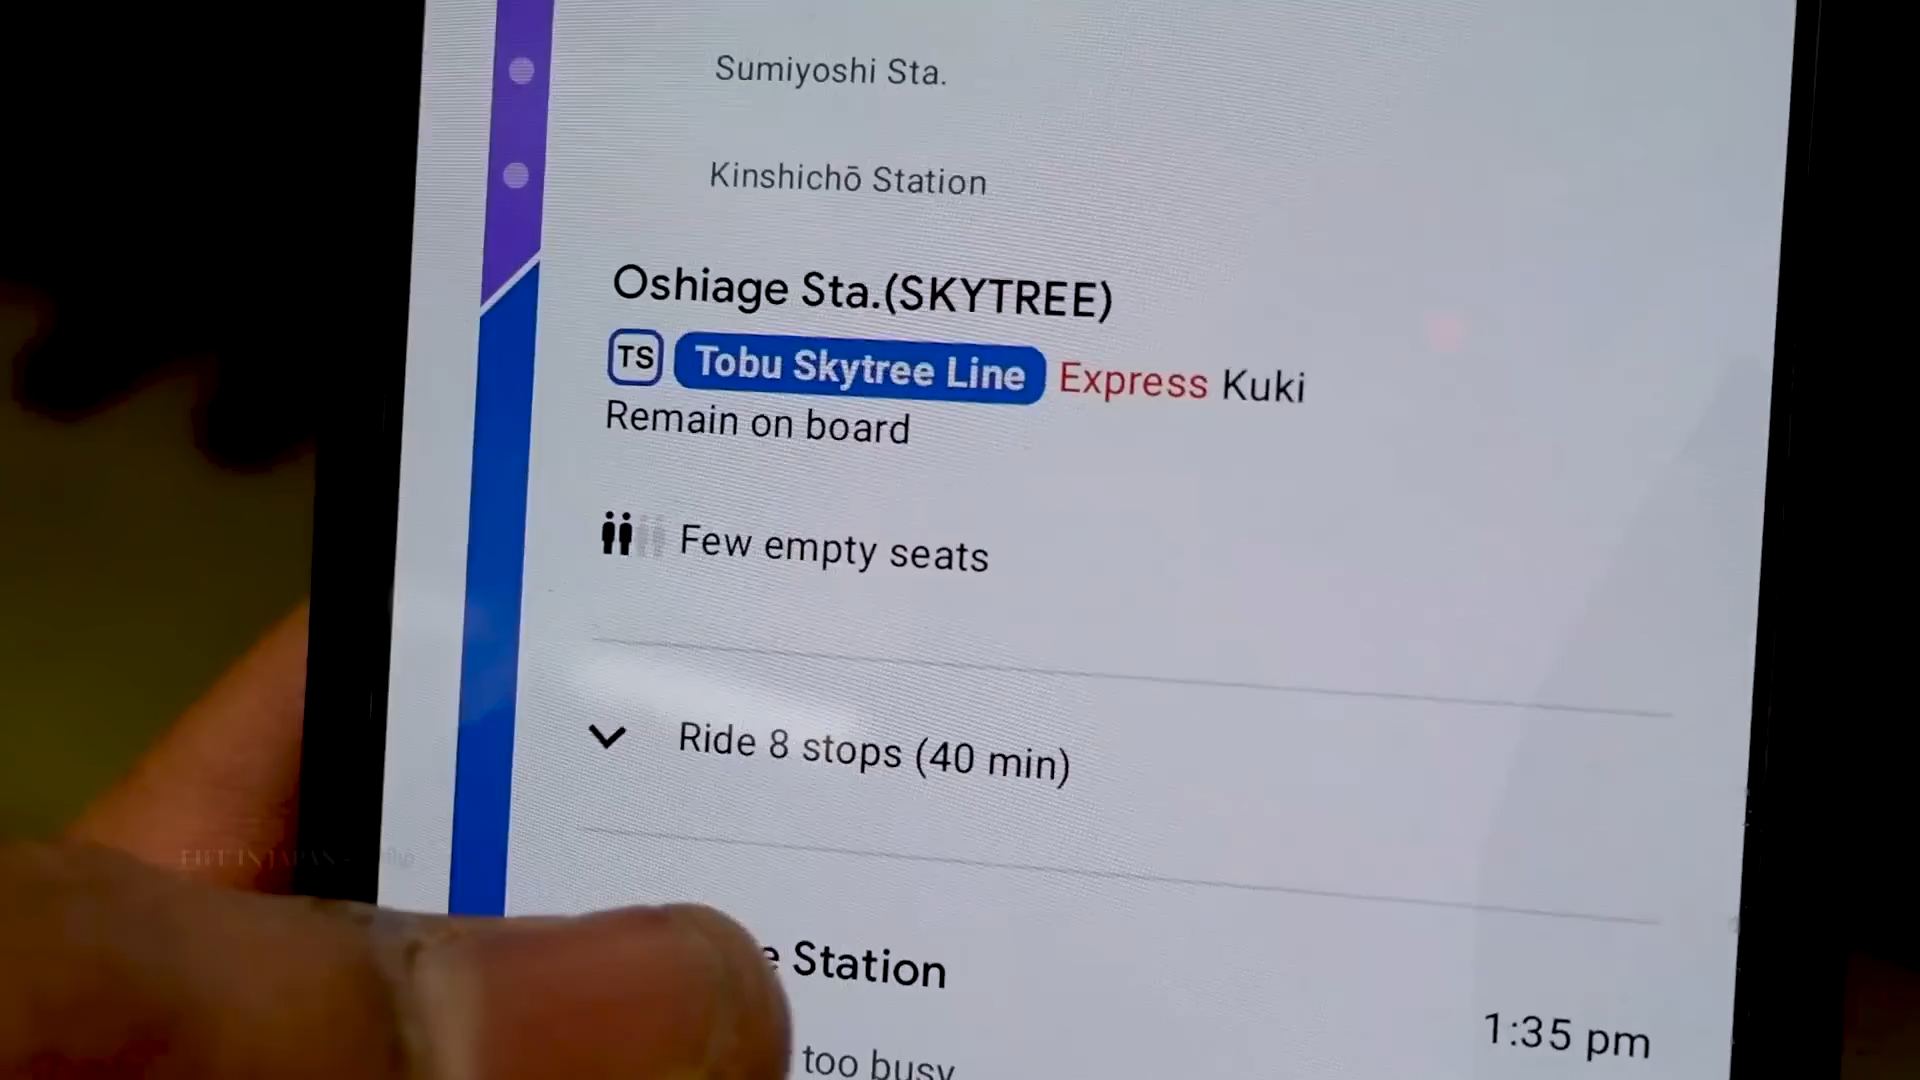 Sumiyoshi Sta.
Kinshichō Station
Oshiage Sta.(SKYTREE)
TS Tobu Skytree Line Express Kuki
Remain on board
Few empty seats
Ride 8 stops (40 min)
Station
1:35 pm
too busy